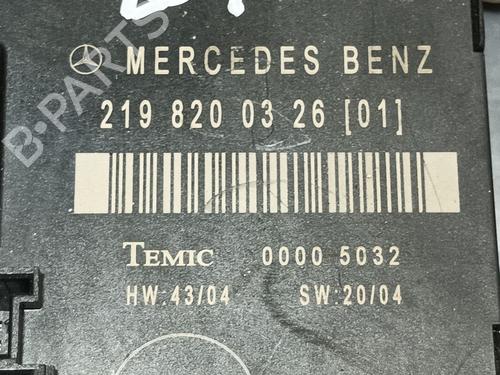 B-PARTS
MERCEDES BENZ
219 820 03 26 [01]
TEMIC 0000 5032
HW:43/04 SW:20/04